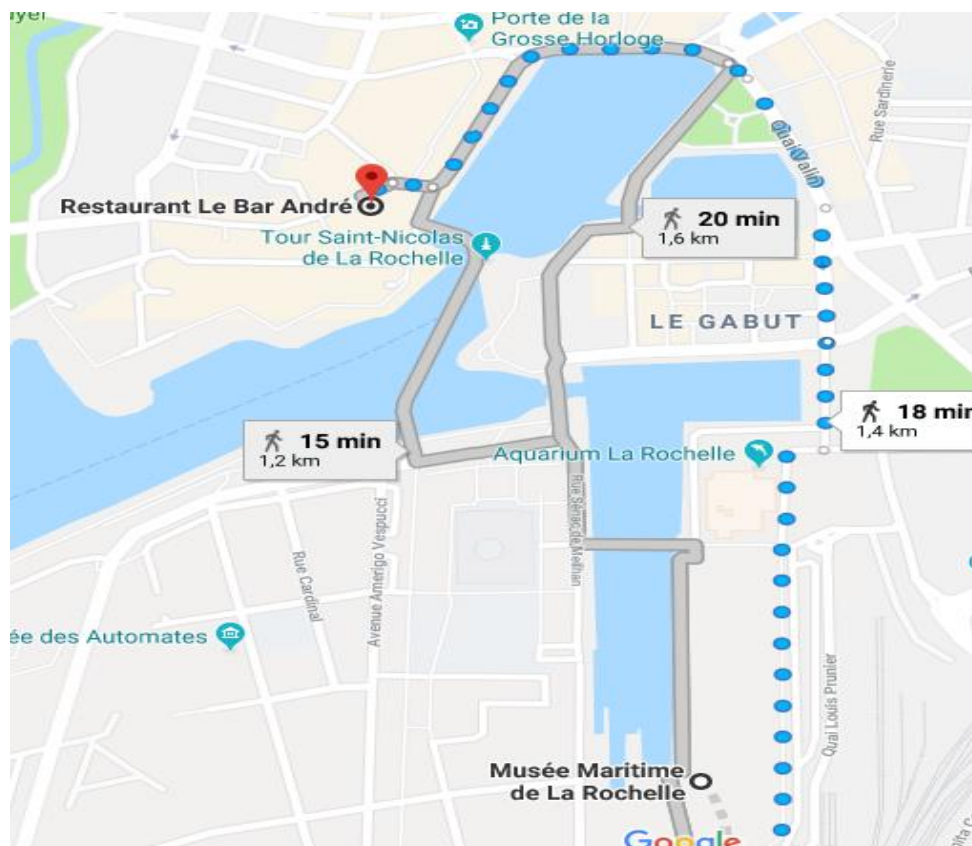 Porte de la
Grosse Horloge
Rue Sardinerie
Quai Valin
Restaurant Le Bar André
20 min
1,6 km
Tour Saint-Nicolas
de La Rochelle
LE GABUT
18 min
1,4 km
15 min
1,2 km
Aquarium La Rochelle
Rue Sénac de Meilhan
Avenue Amerigo Vespucci
Rue Cardinal
ée des Automates
Quai Louis Prunier
Musée Maritime
de La Rochelle
Google